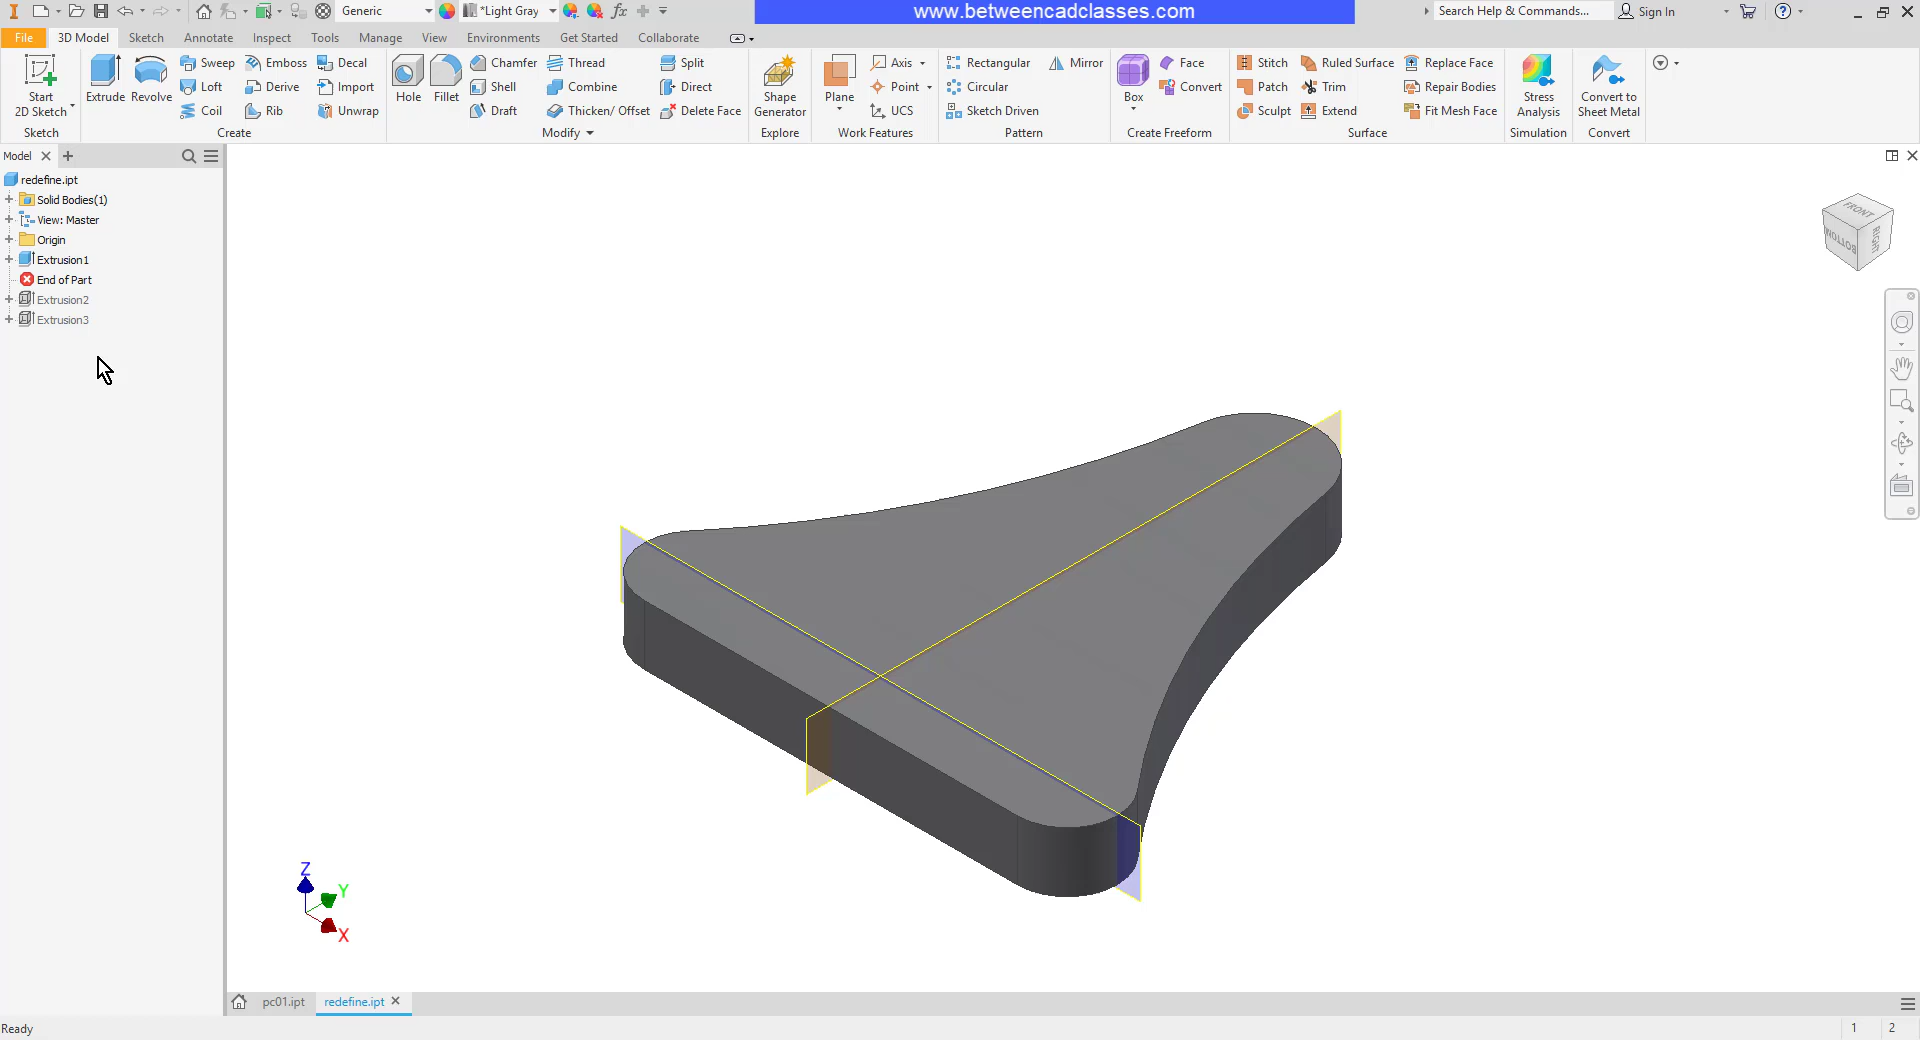 Generic
*Light Gray
fx
www.betweencadclasses.com
Search Help & Commands...
Sign In
File
3D Model
Sketch
Annotate
Inspect
Tools
Manage
View
Environments
Get Started
Collaborate
Start
2D Sketch
Extrude
Revolve
Sweep
Loft
Coil
Emboss
Derive
Rib
Decal
Import
Unwrap
Hole
Fillet
Chamfer
Shell
Draft
Thread
Combine
Thicken/ Offset
Split
Direct
Delete Face
Shape
Generator
Plane
Axis
Point
UCS
Rectangular
Circular
Sketch Driven
Mirror
Box
Face
Convert
Stitch
Patch
Sculpt
Ruled Surface
Trim
Extend
Replace Face
Repair Bodies
Fit Mesh Face
Stress
Analysis
Convert to
Sheet Metal
Sketch
Create
Modify
Explore
Work Features
Pattern
Create Freeform
Surface
Simulation
Convert
Model
redefine.ipt
Solid Bodies(1)
View: Master
Origin
Extrusion1
End of Part
Extrusion2
Extrusion3
FRONT
BOTTOM
RIGHT
Z
Y
X
pc01.ipt
redefine.ipt
Ready
1
2